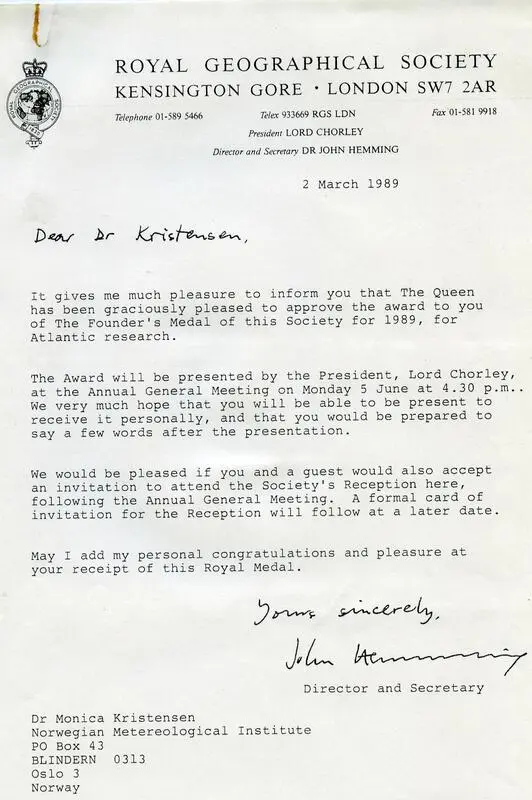 ROYAL GEOGRAPHICAL SOCIETY
KENSINGTON GORE · LONDON SW7 2AR
Telephone 01-589 5466 Telex 933669 RGS LDN Fax 01-581 9918
President LORD CHORLEY
Director and Secretary DR JOHN HEMMING
2 March 1989
Dear Dr Kristensen,
It gives me much pleasure to inform you that The Queen
has been graciously pleased to approve the award to you
of The Founder's Medal of this Society for 1989, for
Atlantic research.
The Award will be presented by the President, Lord Chorley,
at the Annual General Meeting on Monday 5 June at 4.30 p.m..
We very much hope that you will be able to be present to
receive it personally, and that you would be prepared to
say a few words after the presentation.
We would be pleased if you and a guest would also accept
an invitation to attend the Society's Reception here,
following the Annual General Meeting. A formal card of
invitation for the Reception will follow at a later date.
May I add my personal congratulations and pleasure at
your receipt of this Royal Medal.
Yours sincerely,
John Hemming
Director and Secretary
Dr Monica Kristensen
Norwegian Metereological Institute
PO Box 43
BLINDERN 0313
Oslo 3
Norway